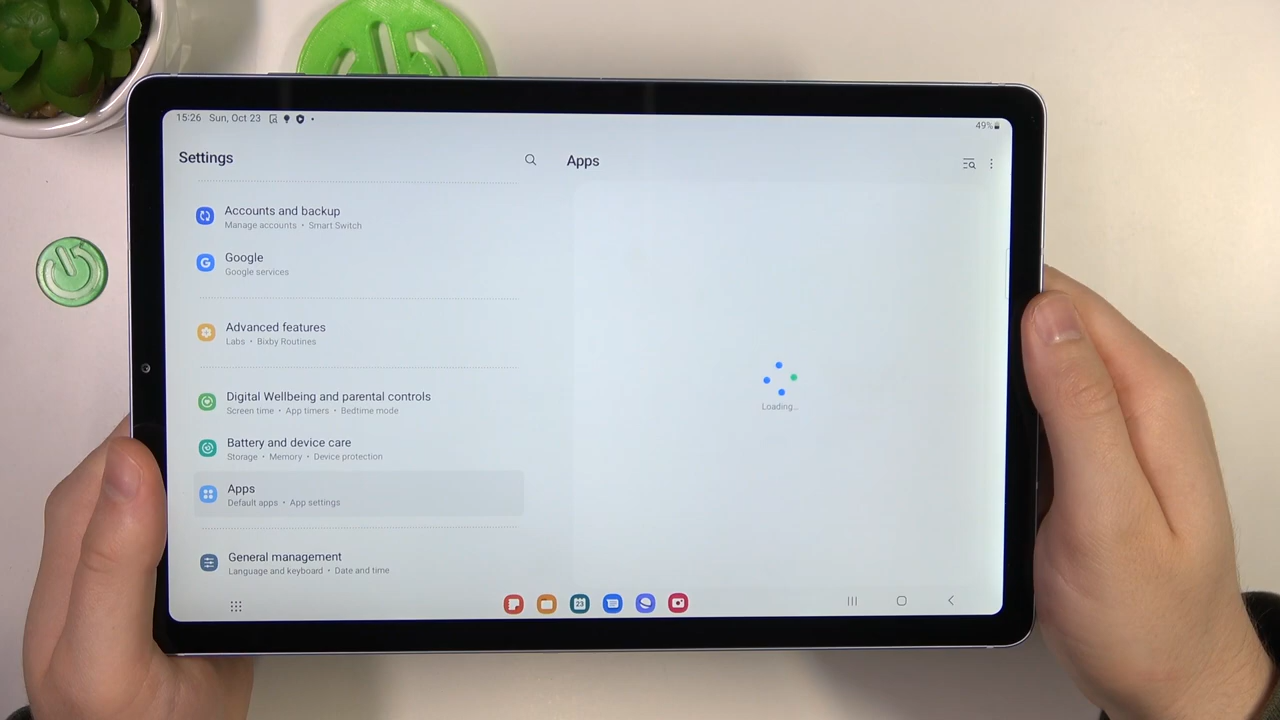 15:26 Sun, Oct 23
49%
Settings
Apps
Accounts and backup
Manage accounts • Smart Switch
Google
Google services
Advanced features
Labs • Bixby Routines
Digital Wellbeing and parental controls
Screen time • App timers • Bedtime mode
Battery and device care
Storage • Memory • Device protection
Apps
Default apps • App settings
General management
Language and keyboard • Date and time
Loading...
23